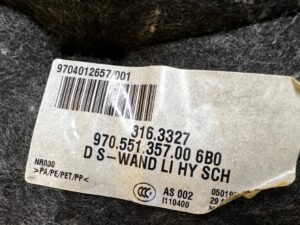 9704012657/001
316.3327
970.551.357.00 6B0
D S-WAND LI HY SCH
NR030
>PA/PE/PET/PP<
CCC
AS 002
I110400